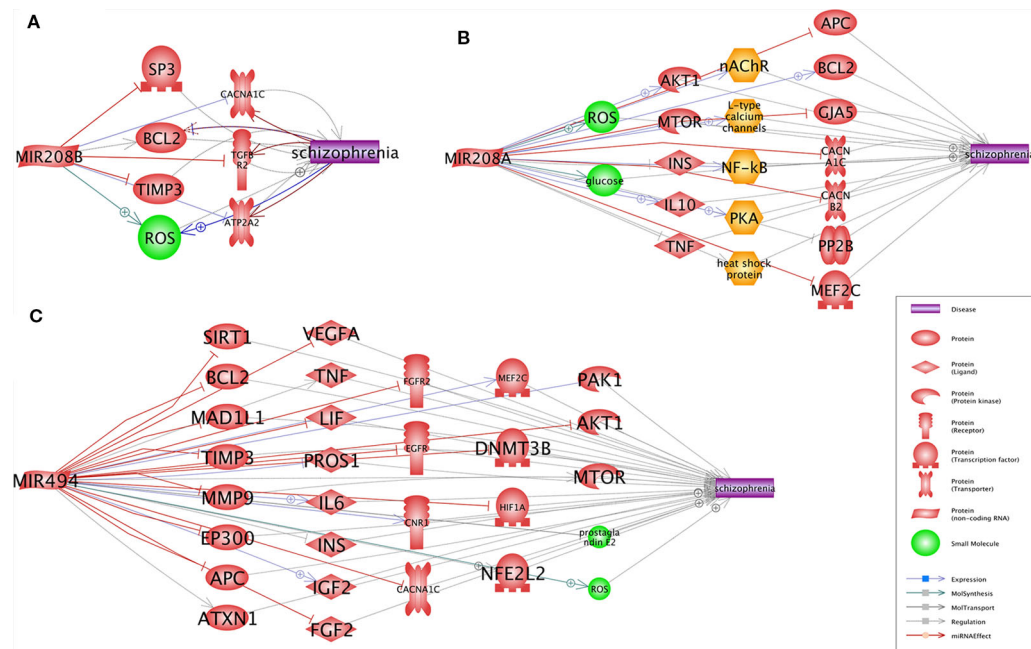 A
SP3
CACNA1C
BCL2
MIR208B
TGFB
R2
schizophrenia
TIMP3
ATP2A2
ROS
B
APC
nAChR
AKT1
BCL2
ROS
L-type
calcium
channels
MTOR
GJA5
MIR208A
INS
NF-kB
CACN
A1C
schizophrenia
glucose
IL10
PKA
CACN
B2
TNF
heat shock
protein
PP2B
MEF2C
C
SIRT1
VEGFA
BCL2
TNF
FGFR2
MEF2C
PAK1
MAD1L1
LIF
AKT1
TIMP3
PROS1
EGFR
DNMT3B
MIR494
MTOR
schizophrenia
MMP9
IL6
HIF1A
EP300
INS
CNR1
prostagla
ndin E2
APC
IGF2
CACNA1C
NFE2L2
ROS
ATXN1
FGF2
Disease
Protein
Protein
(Ligand)
Protein
(Protein kinase)
Protein
(Receptor)
Protein
(Transcription factor)
Protein
(Transporter)
Protein
(non-coding RNA)
Small Molecule
Expression
MolSynthesis
MolTransport
Regulation
miRNAEffect